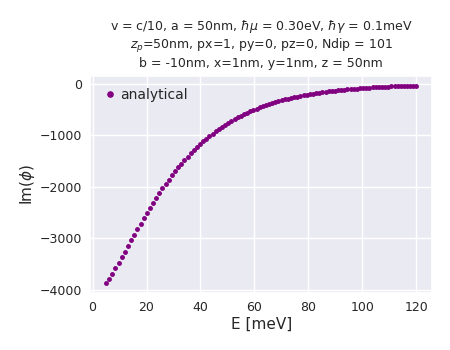 v = c/10, a = 50nm, ℏμ = 0.30eV, ℏγ = 0.1meV
z_p=50nm, px=1, py=0, pz=0, Ndip = 101
b = -10nm, x=1nm, y=1nm, z = 50nm
analytical
0
−1000
−2000
−3000
−4000
Im(ϕ)
0 20 40 60 80 100 120
E [meV]